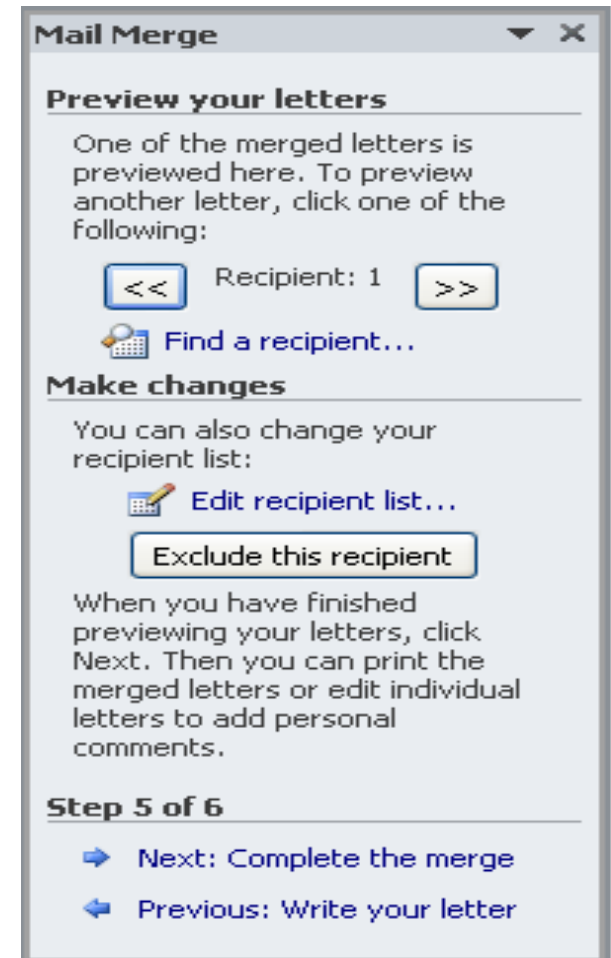 Mail Merge
Preview your letters
One of the merged letters is
previewed here. To preview
another letter, click one of the
following:
<< Recipient: 1 >>
Find a recipient...
Make changes
You can also change your
recipient list:
Edit recipient list...
Exclude this recipient
When you have finished
previewing your letters, click
Next. Then you can print the
merged letters or edit individual
letters to add personal
comments.
Step 5 of 6
Next: Complete the merge
Previous: Write your letter